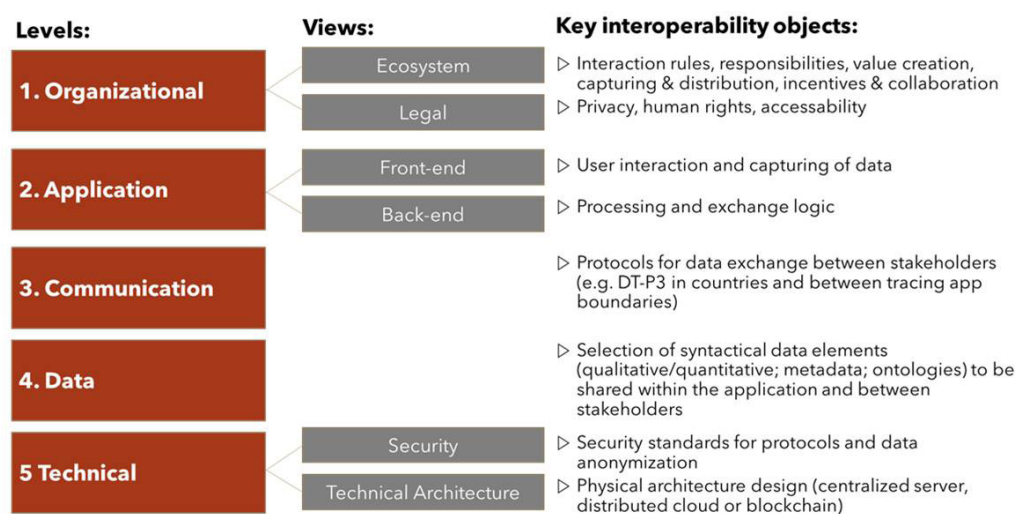 Levels:
Views:
Key interoperability objects:
1. Organizational
Ecosystem
▷ Interaction rules, responsibilities, value creation,
capturing & distribution, incentives & collaboration
Legal
▷ Privacy, human rights, accessability
2. Application
Front-end
▷ User interaction and capturing of data
Back-end
▷ Processing and exchange logic
3. Communication
▷ Protocols for data exchange between stakeholders
(e.g. DT-P3 in countries and between tracing app
boundaries)
4. Data
▷ Selection of syntactical data elements
(qualitative/quantitative; metadata; ontologies) to be
shared within the application and between
stakeholders
5 Technical
Security
▷ Security standards for protocols and data
anonymization
Technical Architecture
▷ Physical architecture design (centralized server,
distributed cloud or blockchain)